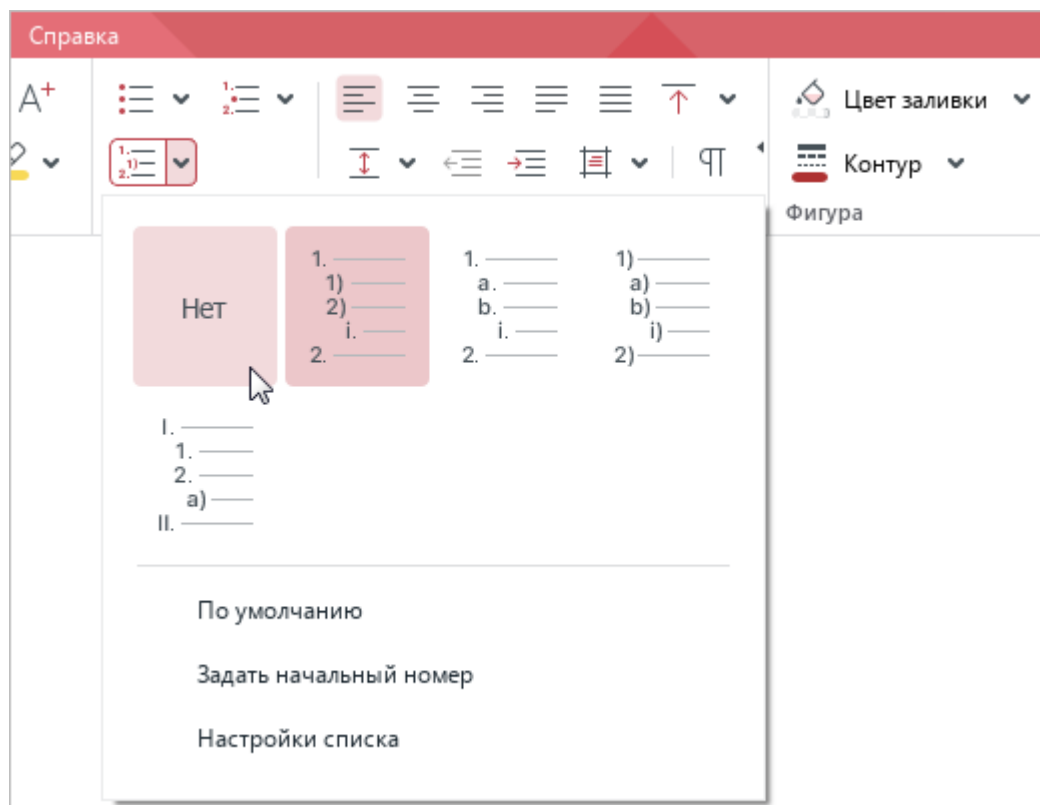 Справка
A+
Цвет заливки
Контур
Фигура
Нет
1.
1)
2)
i.
2.
1.
a.
b.
i.
2.
1)
a)
b)
i)
2)
I.
1.
2.
a)
II.
По умолчанию
Задать начальный номер
Настройки списка